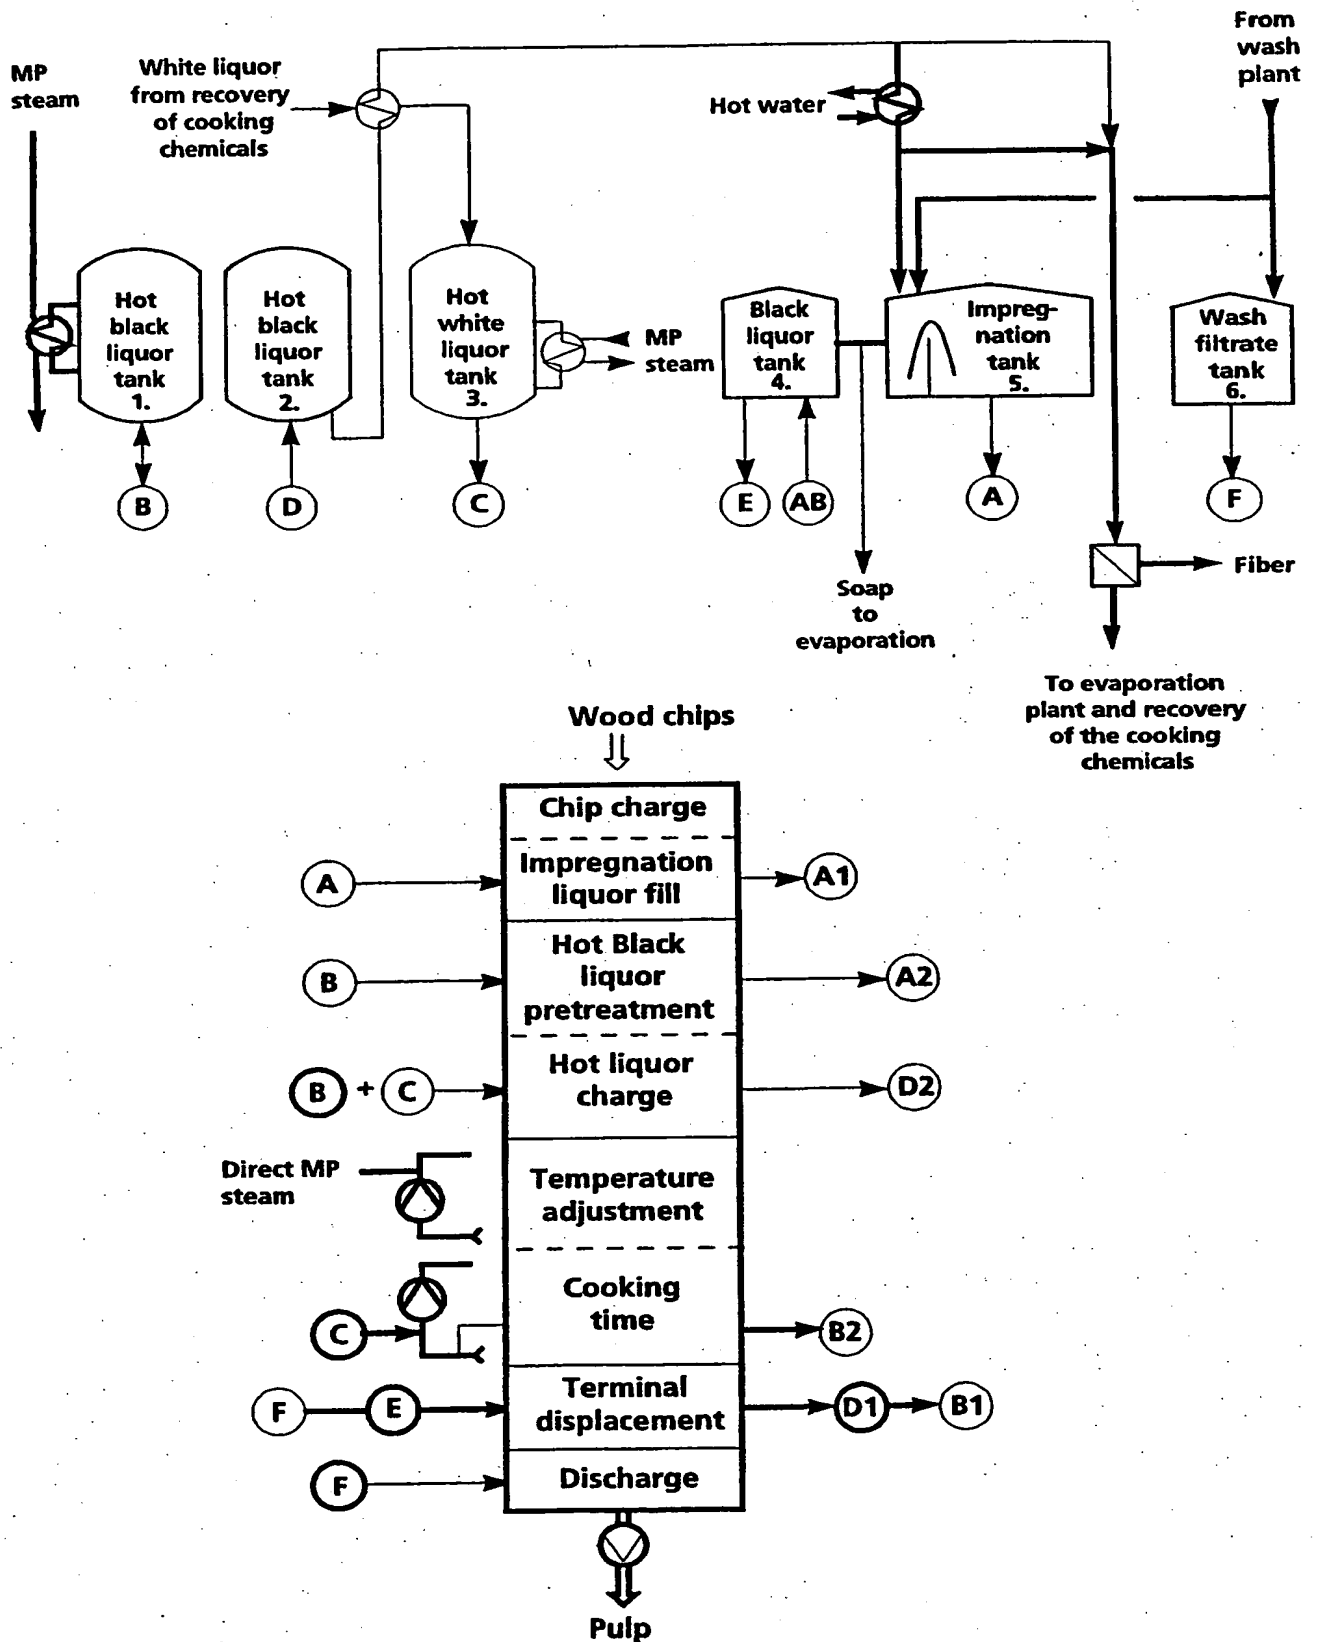 From
wash
plant
MP
steam
White liquor
from recovery
of cooking
chemicals
Hot water
Hot
black
liquor
tank
1.
Hot
black
liquor
tank
2.
Hot
white
liquor
tank
3.
MP
steam
Black
liquor
tank
4.
Impreg-
nation
tank
5.
Wash
filtrate
tank
6.
B
D
C
E
AB
A
F
Fiber
Soap
to
evaporation
To evaporation
plant and recovery
of the cooking
chemicals
Wood chips
Chip charge
A
Impregnation
liquor fill
A1
B
Hot Black
liquor
pretreatment
A2
B + C
Hot liquor
charge
D2
Direct MP
steam
Temperature
adjustment
C
Cooking
time
B2
F
E
Terminal
displacement
D1
B1
F
Discharge
Pulp